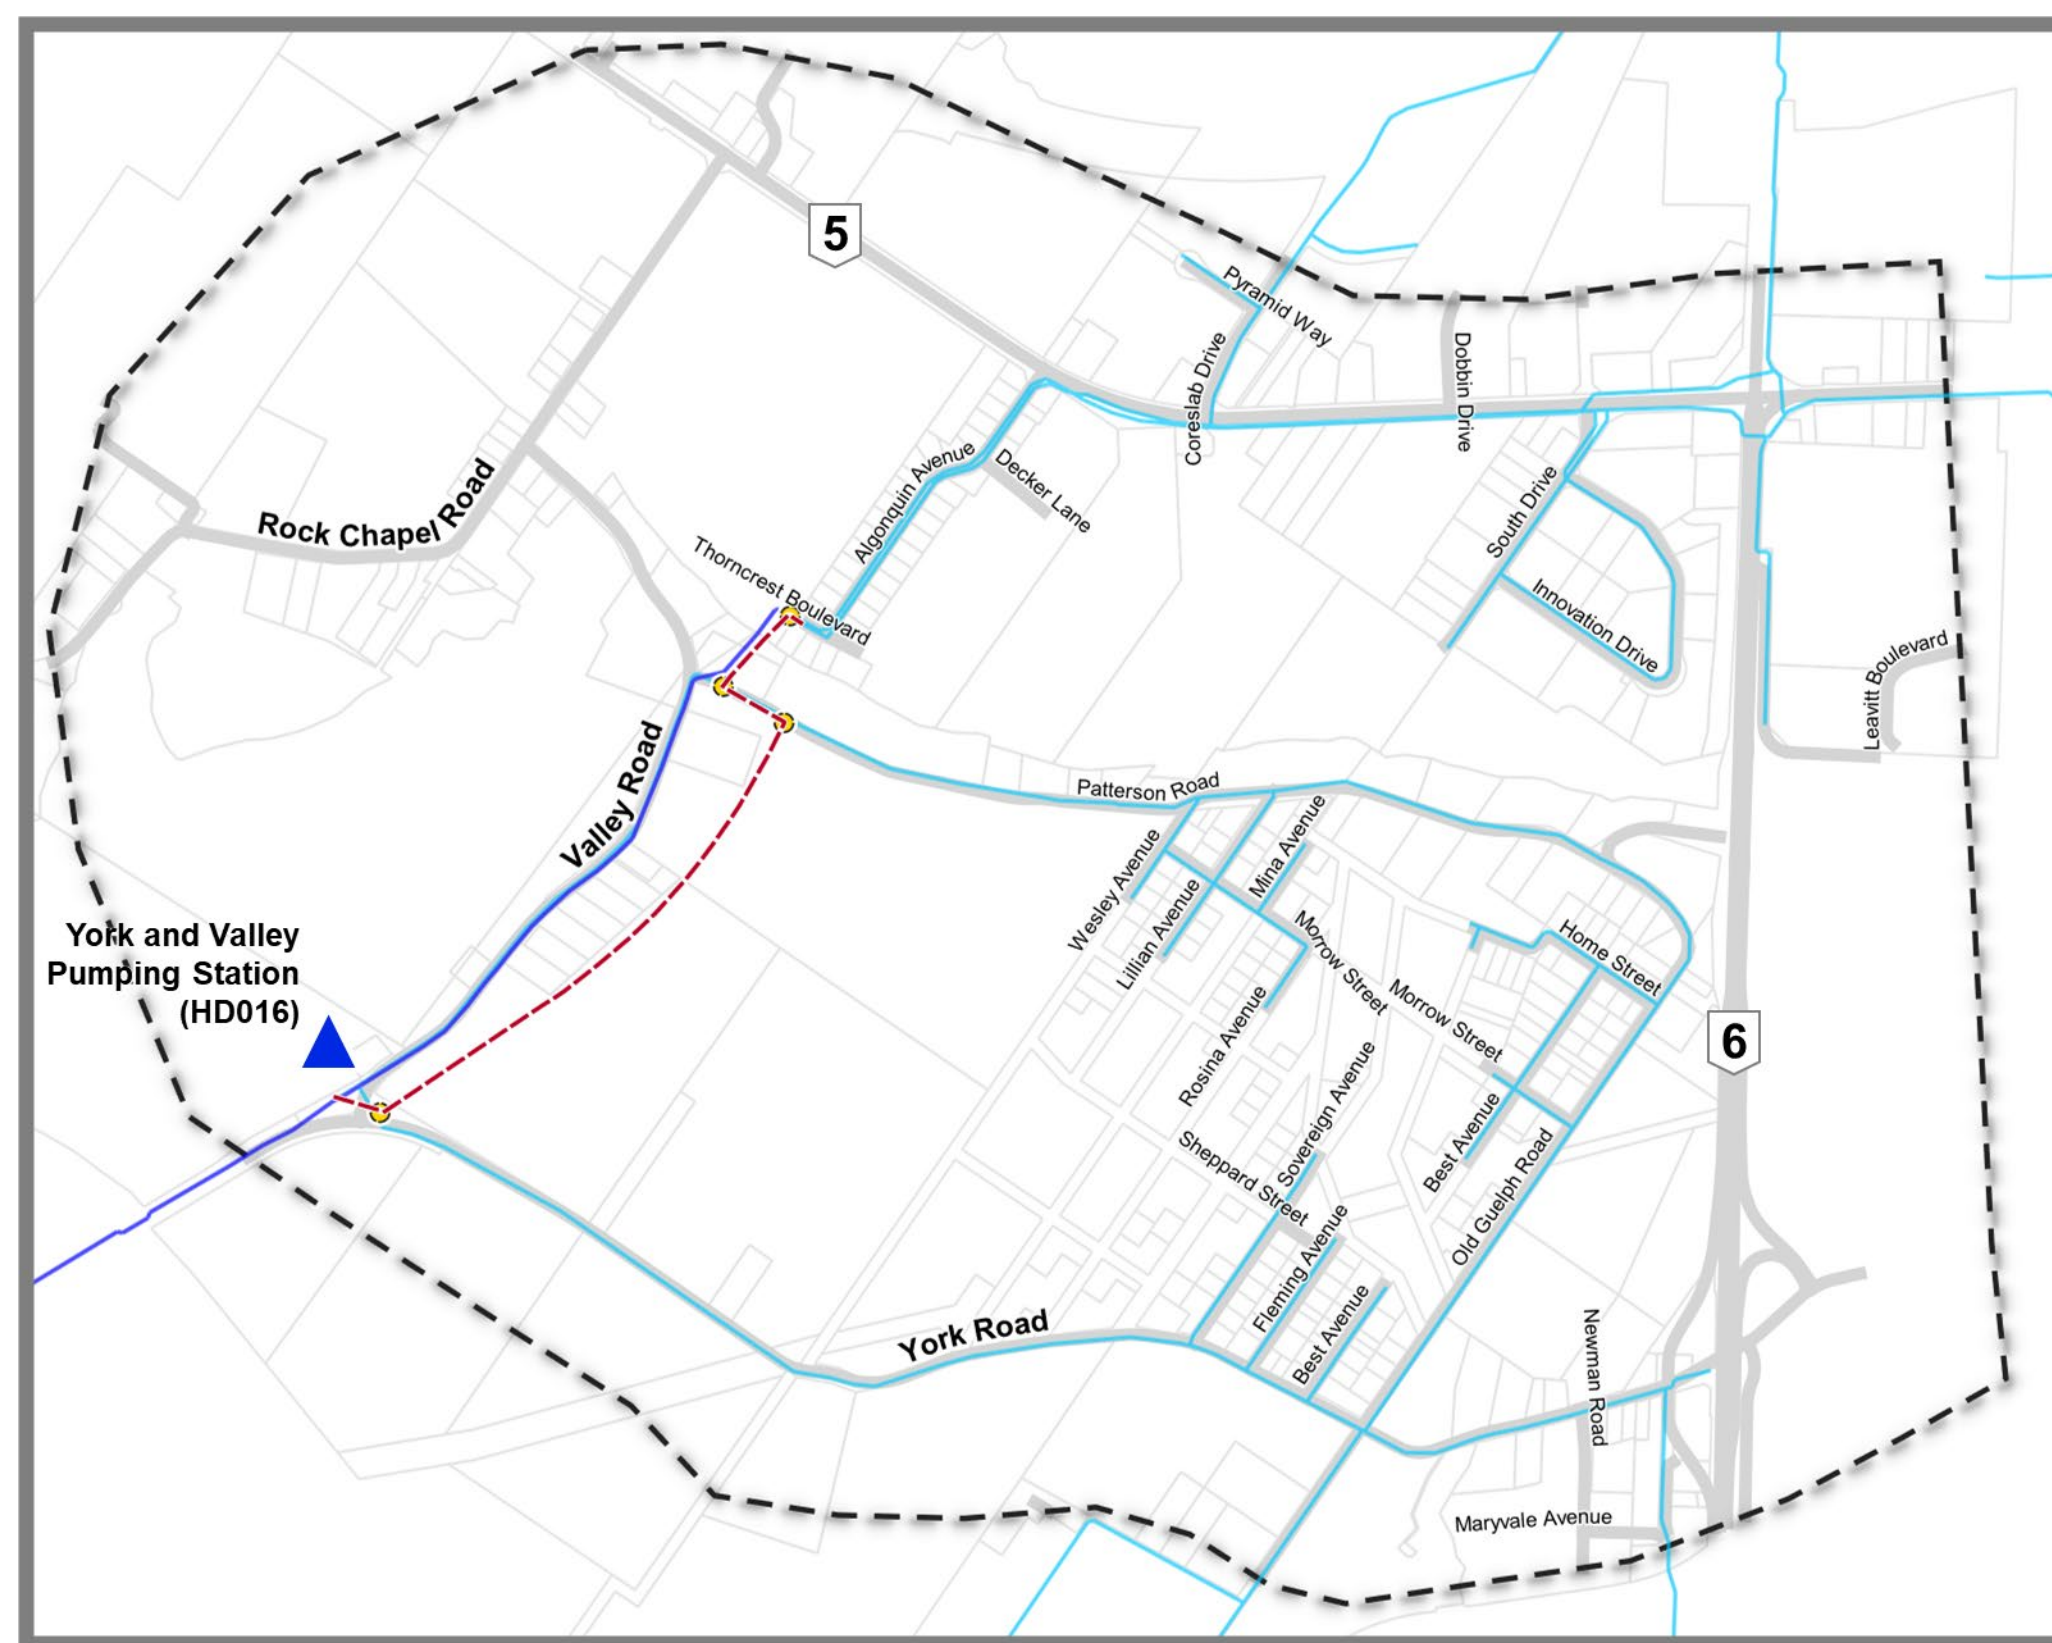 5
Pyramid Way
Coreslab Drive
Dobbin Drive
Algonquin Avenue
Decker Lane
Rock Chapel Road
South Drive
Thorncrest Boulevard
Innovation Drive
Leavitt Boulevard
Valley Road
Patterson Road
Wesley Avenue
Lillian Avenue
Mina Avenue
Morrow Street
York and Valley
Pumping Station
(HD016)
Home Street
Morrow Street
Rosina Avenue
6
Sovereign Avenue
Sheppard Street
Best Avenue
Old Guelph Road
Fleming Avenue
Best Avenue
York Road
Newman Road
Maryvale Avenue